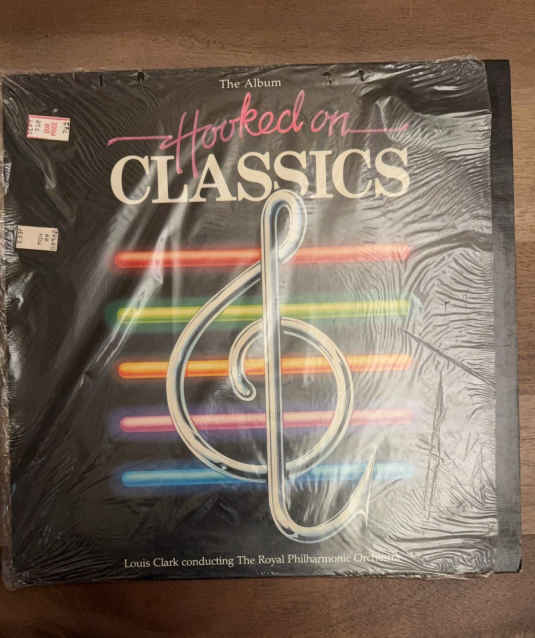 The Album
Hooked on
CLASSICS
Louis Clark conducting The Royal Philharmonic Orchestra